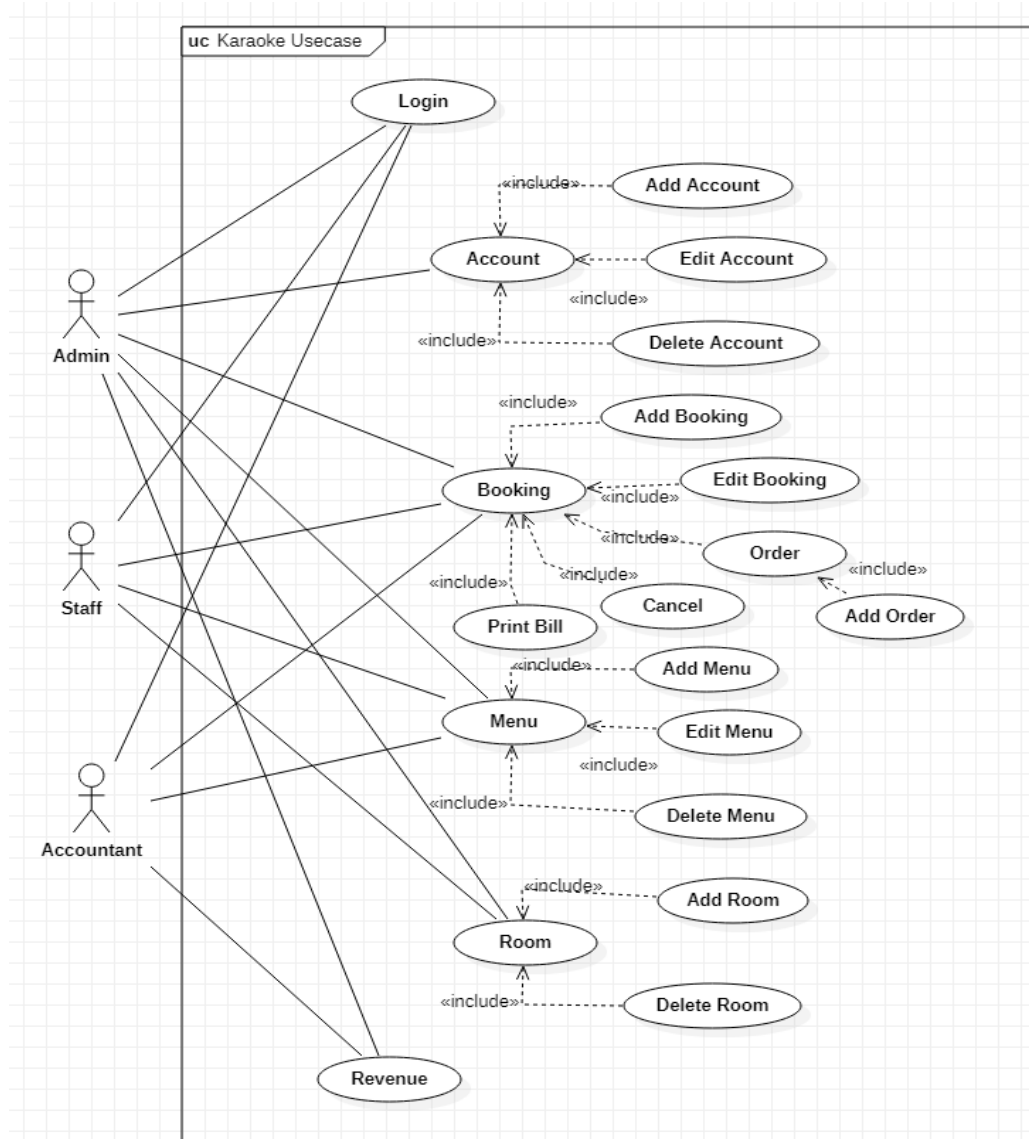 uc Karaoke Usecase
Login
«include»
Add Account
Account
Edit Account
«include»
«include»
Delete Account
Admin
«include»
Add Booking
Booking
Edit Booking
«include»
«include»
Order
«include»
«include»
«include»
Cancel
Add Order
Print Bill
Staff
«include»
Add Menu
Menu
Edit Menu
«include»
«include»
Delete Menu
Accountant
«include»
Add Room
Room
«include»
Delete Room
Revenue